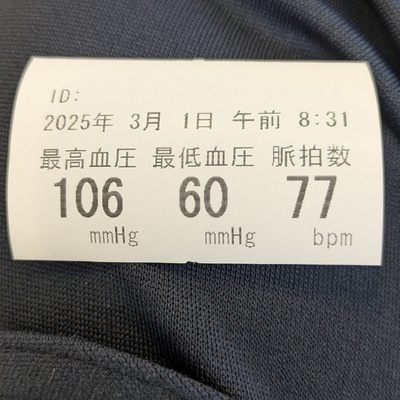 ID:
2025年 3月 1日 午前 8:31
最高血圧 最低血圧 脈拍数
106 60 77
mmHg mmHg bpm